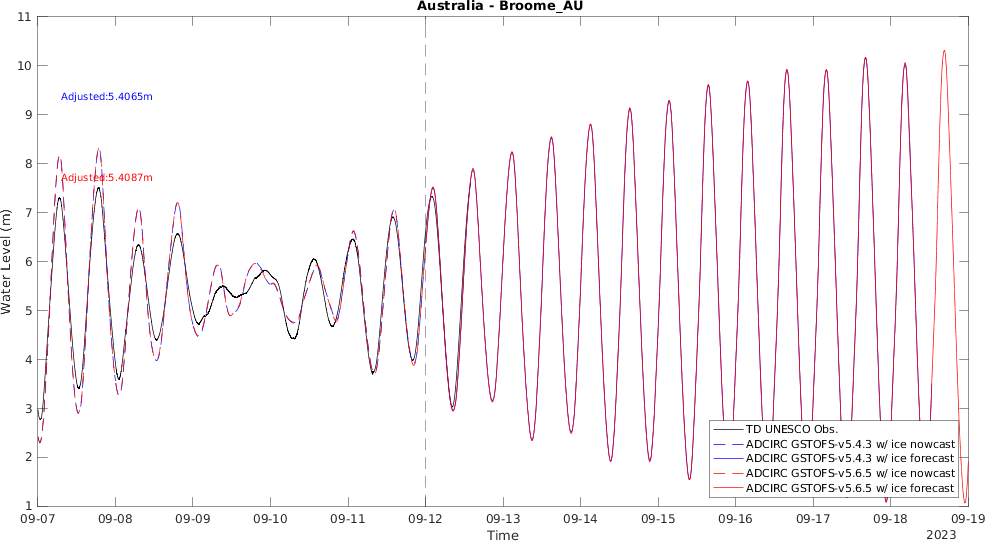 Australia - Broome_AU
11
10
9
8
7
6
5
4
3
2
1
Water Level (m)
Adjusted:5.4065m
Adjusted:5.4087m
TD UNESCO Obs.
ADCIRC GSTOFS-v5.4.3 w/ ice nowcast
ADCIRC GSTOFS-v5.4.3 w/ ice forecast
ADCIRC GSTOFS-v5.6.5 w/ ice nowcast
ADCIRC GSTOFS-v5.6.5 w/ ice forecast
09-07 09-08 09-09 09-10 09-11 09-12 09-13 09-14 09-15 09-16 09-17 09-18 09-19
Time
2023